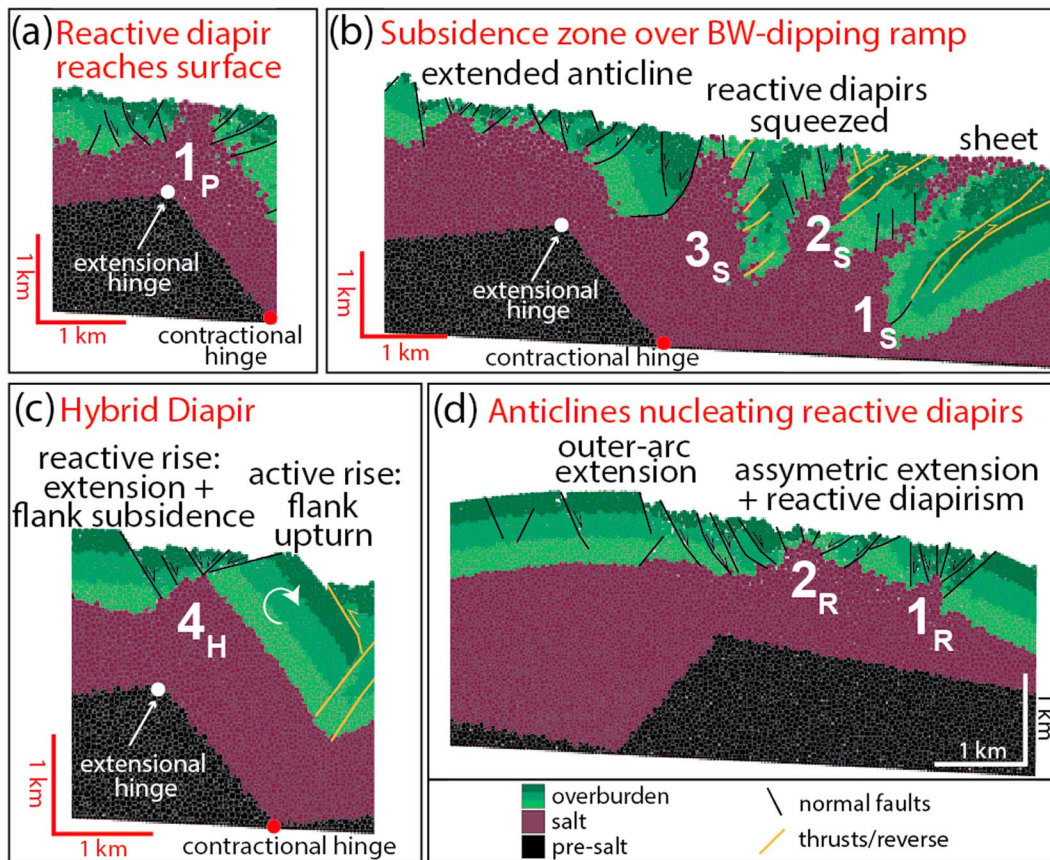 (a) Reactive diapir
reaches surface
1P
extensional
hinge
1 km
1 km
contractional
hinge
(b) Subsidence zone over BW-dipping ramp
extended anticline
reactive diapirs
squeezed
sheet
3S
2S
1S
extensional
hinge
contractional hinge
1 km
1 km
(c) Hybrid Diapir
reactive rise:
extension +
flank subsidence
active rise:
flank
upturn
4H
extensional
hinge
1 km
1 km
contractional hinge
(d) Anticlines nucleating reactive diapirs
outer-arc
extension
assymetric extension
+ reactive diapirism
2R
1R
1 km
1 km
overburden
salt
pre-salt
normal faults
thrusts/reverse